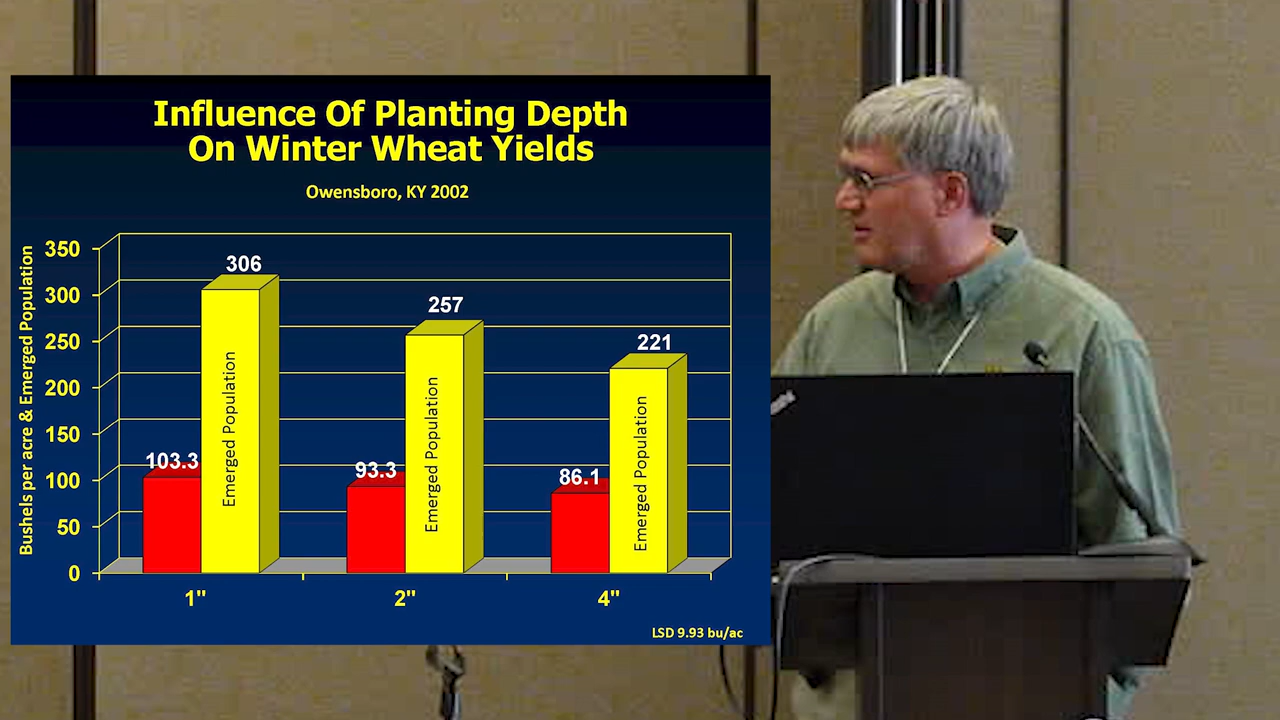 Influence Of Planting Depth
On Winter Wheat Yields
Owensboro, KY 2002
Bushels per acre & Emerged Population
350
300
250
200
150
100
50
0
103.3
306
Emerged Population
93.3
257
Emerged Population
86.1
221
Emerged Population
1"
2"
4"
LSD 9.93 bu/ac